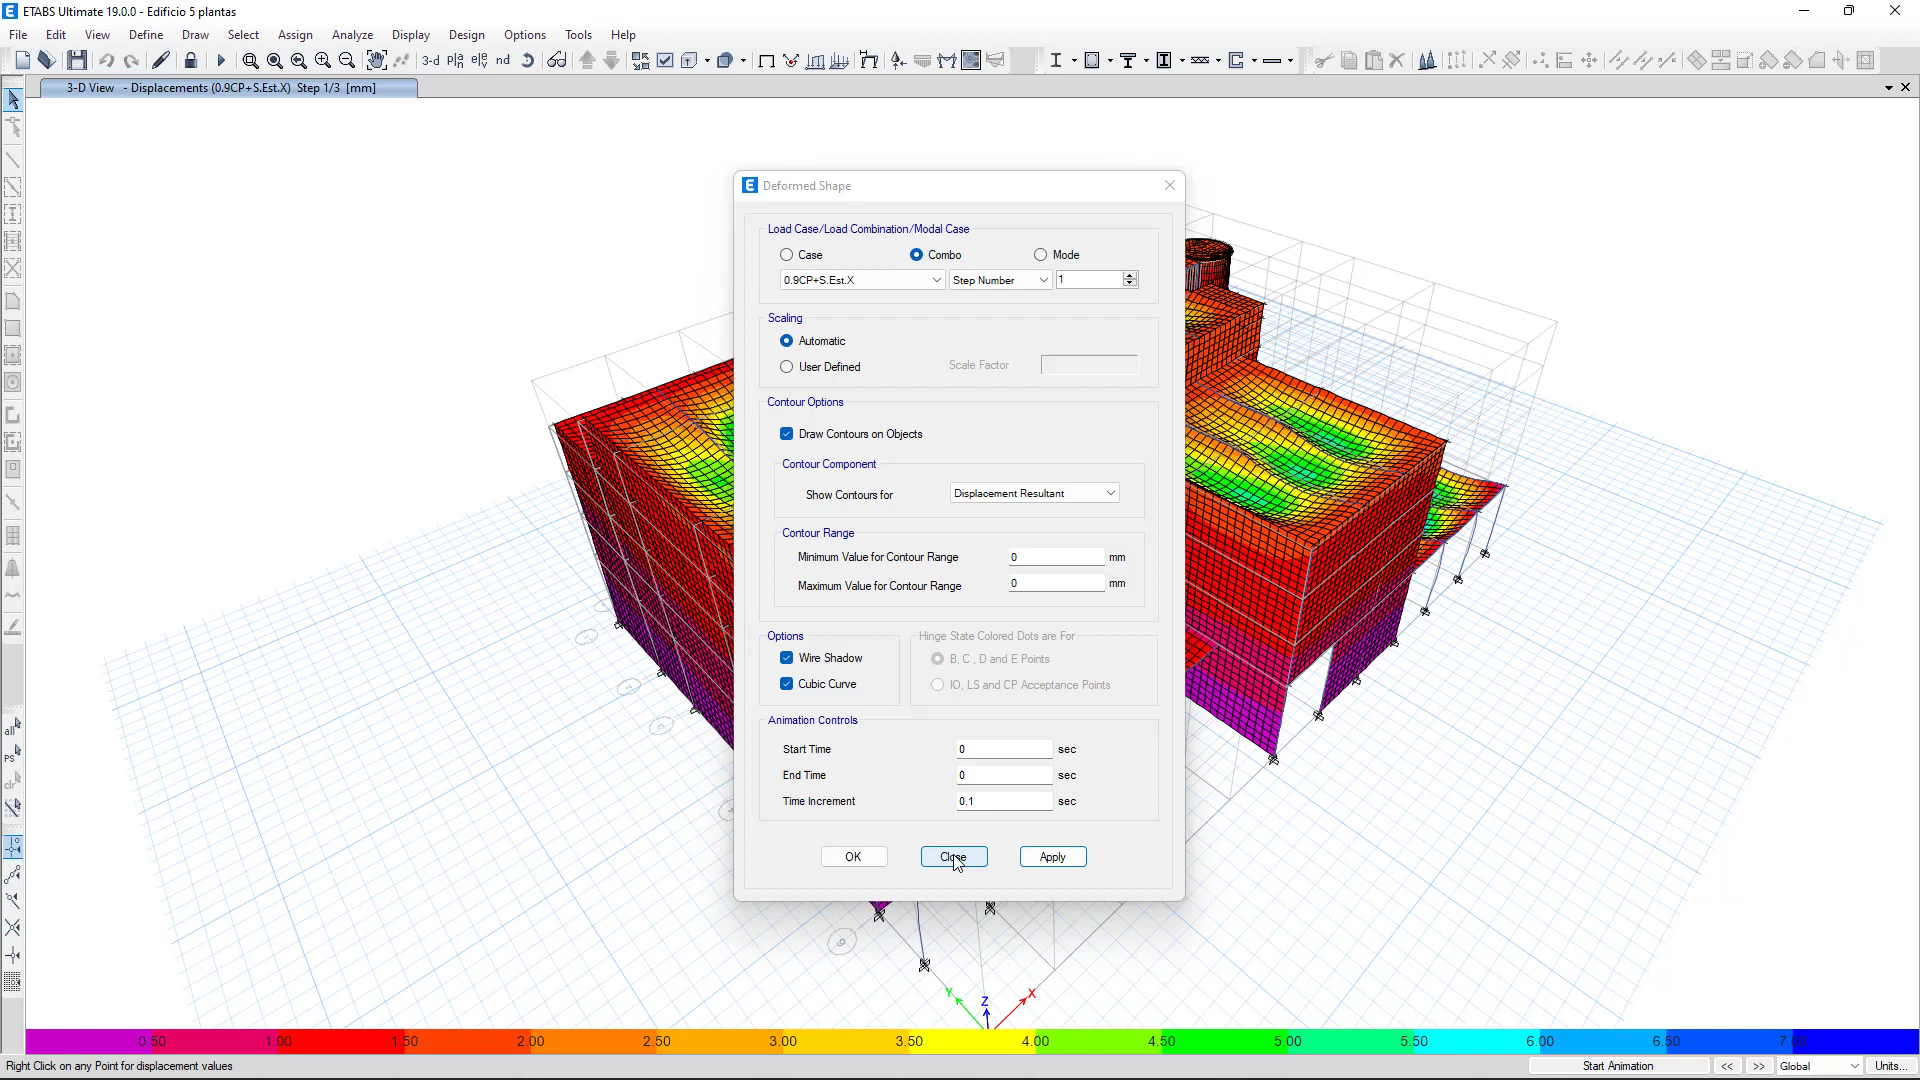 ETABS Ultimate 19.0.0 - Edificio 5 plantas
File Edit View Define Draw Select Assign Analyze Display Design Options Tools Help
3-d nd
3-D View - Displacements (0.9CP+S.Est.X) Step 1/3 [mm]
Deformed Shape
Load Case/Load Combination/Modal Case
Case Combo Mode
0.9CP+S.Est.X Step Number 1
Scaling
Automatic
User Defined Scale Factor
Contour Options
Draw Contours on Objects
Contour Component
Show Contours for Displacement Resultant
Contour Range
Minimum Value for Contour Range 0 mm
Maximum Value for Contour Range 0 mm
Options Hinge State Colored Dots are For
Wire Shadow B, C , D and E Points
Cubic Curve IO, LS and CP Acceptance Points
Animation Controls
Start Time 0 sec
End Time 0 sec
Time Increment 0.1 sec
OK Close Apply
all
PS
clr
Y Z X
0.50 1.00 1.50 2.00 2.50 3.00 3.50 4.00 4.50 5.00 5.50 6.00 6.50 7.00
Right Click on any Point for displacement values Start Animation << >> Global Units...